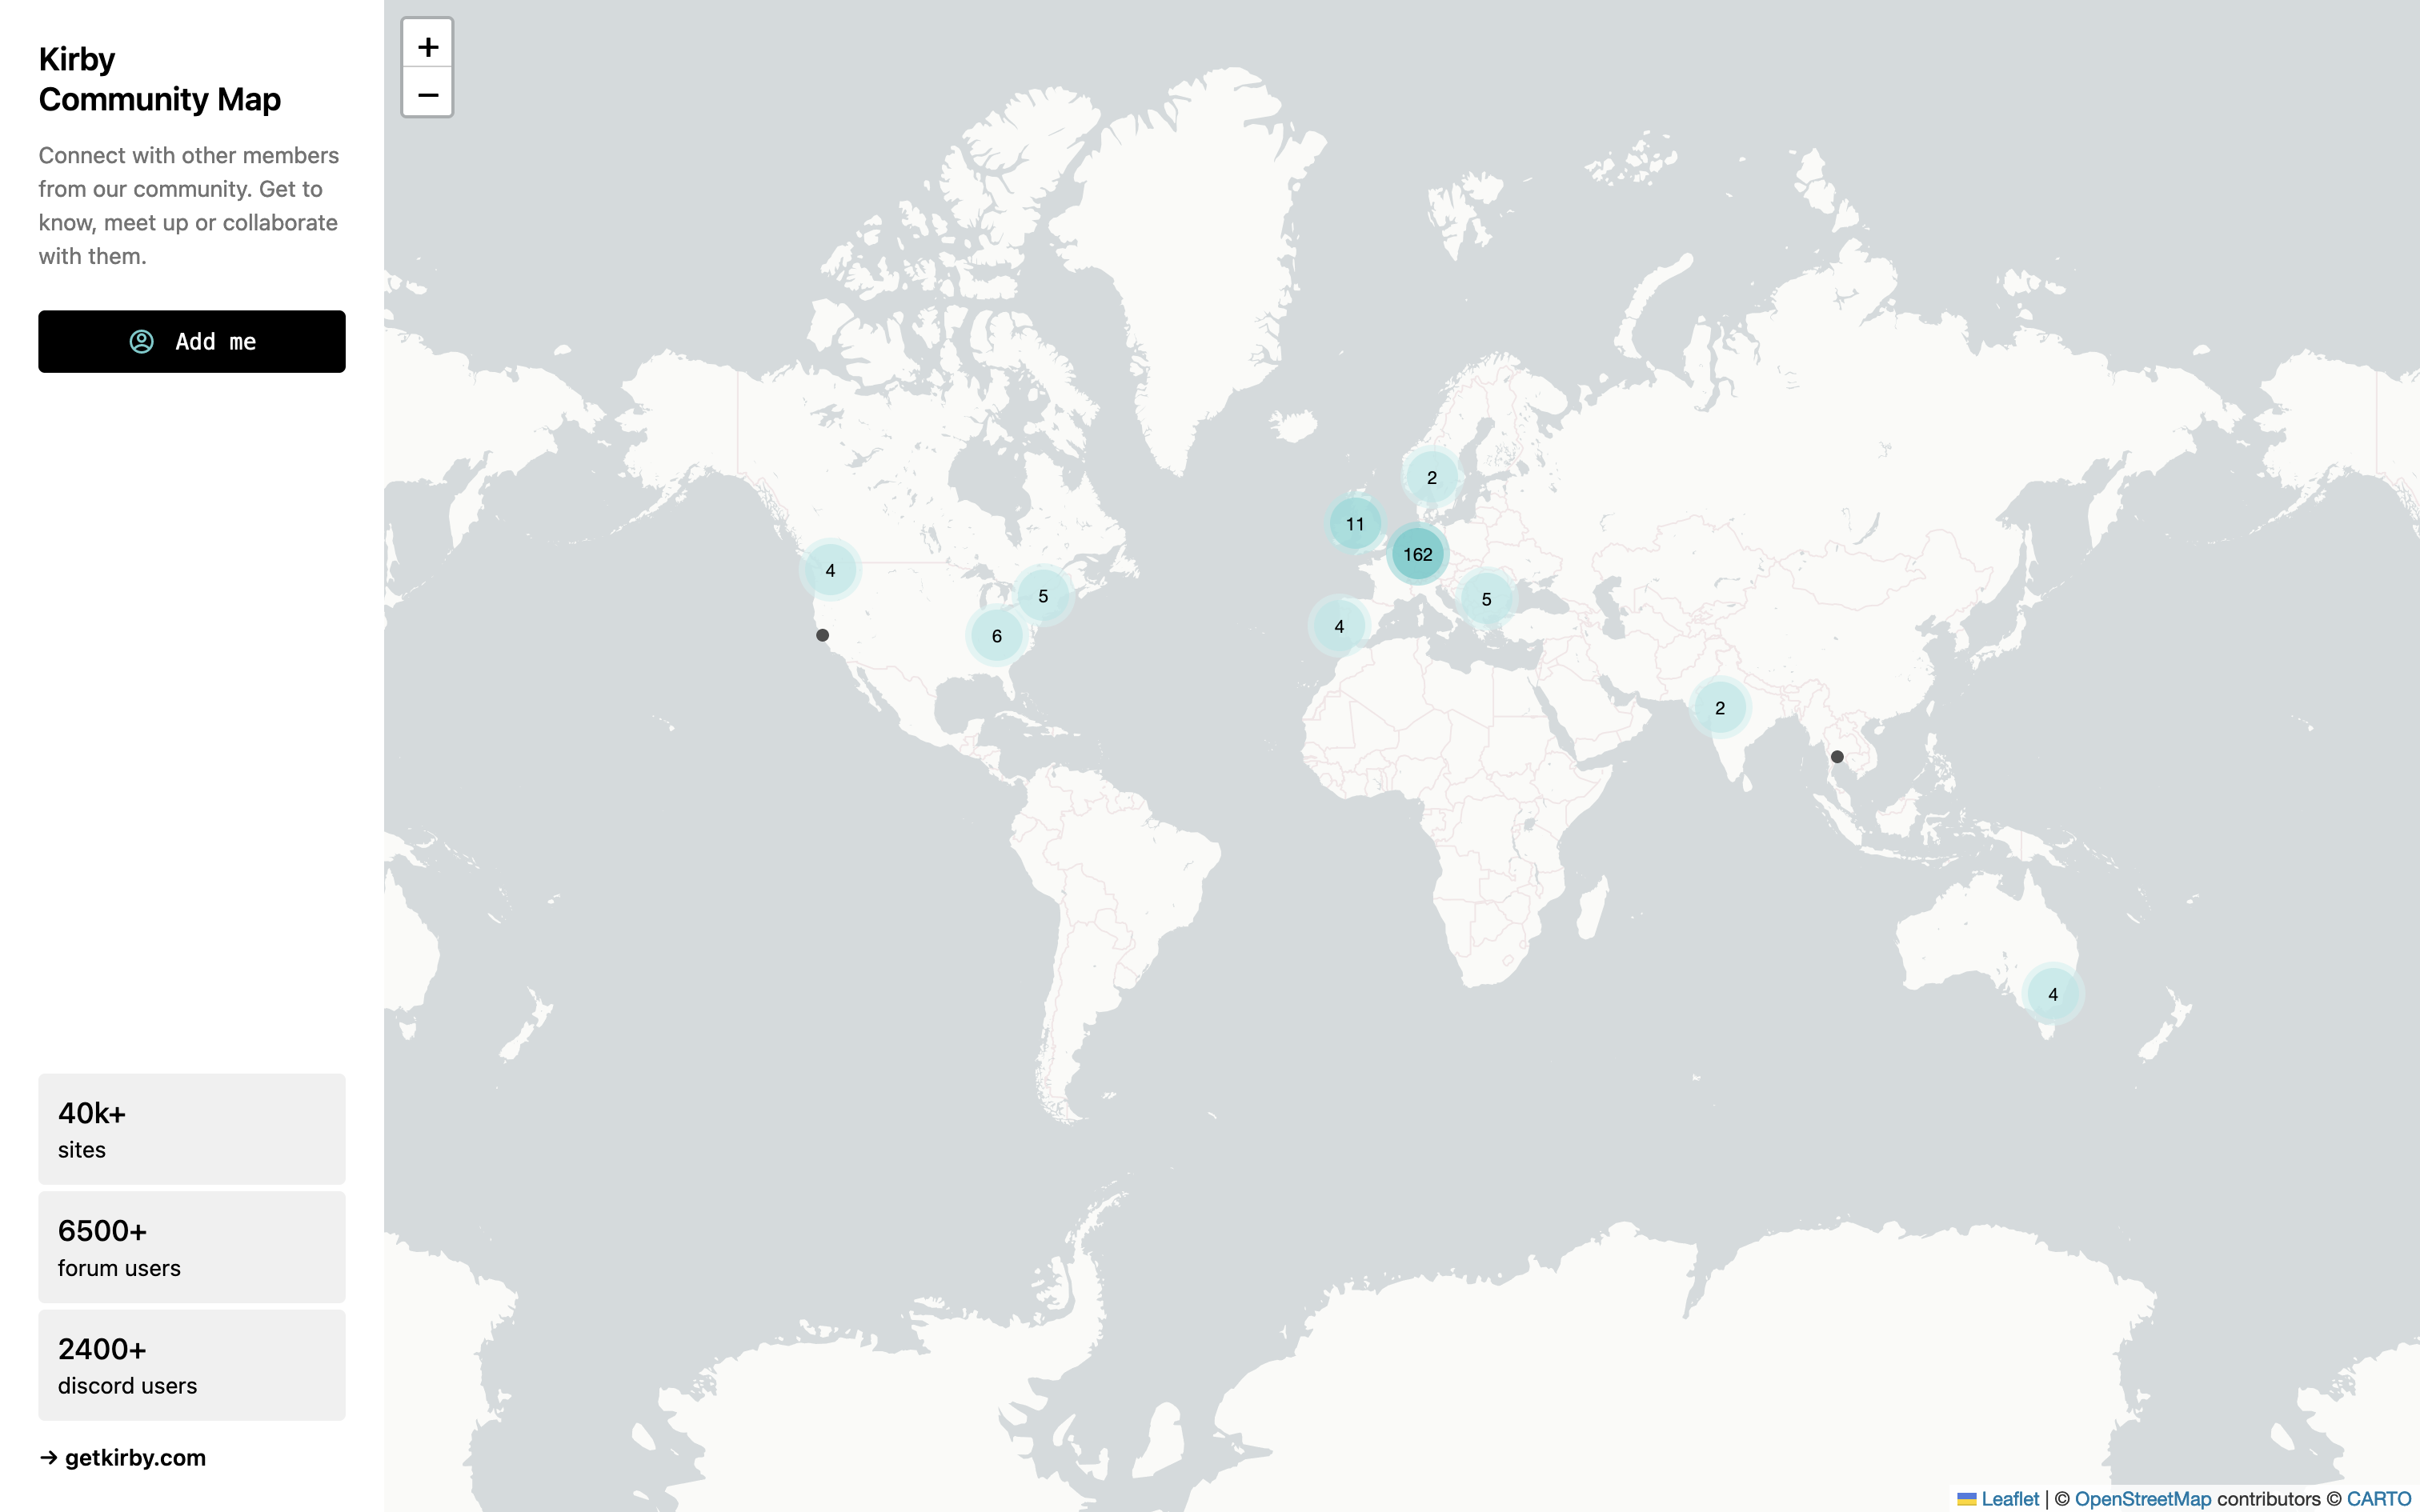 Kirby
Community Map
Connect with other members
from our community. Get to
know, meet up or collaborate
with them.
Add me
40k+
sites
6500+
forum users
2400+
discord users
→ getkirby.com
+
−
2
11
162
4
5
5
6
4
2
4
Leaflet | © OpenStreetMap contributors © CARTO